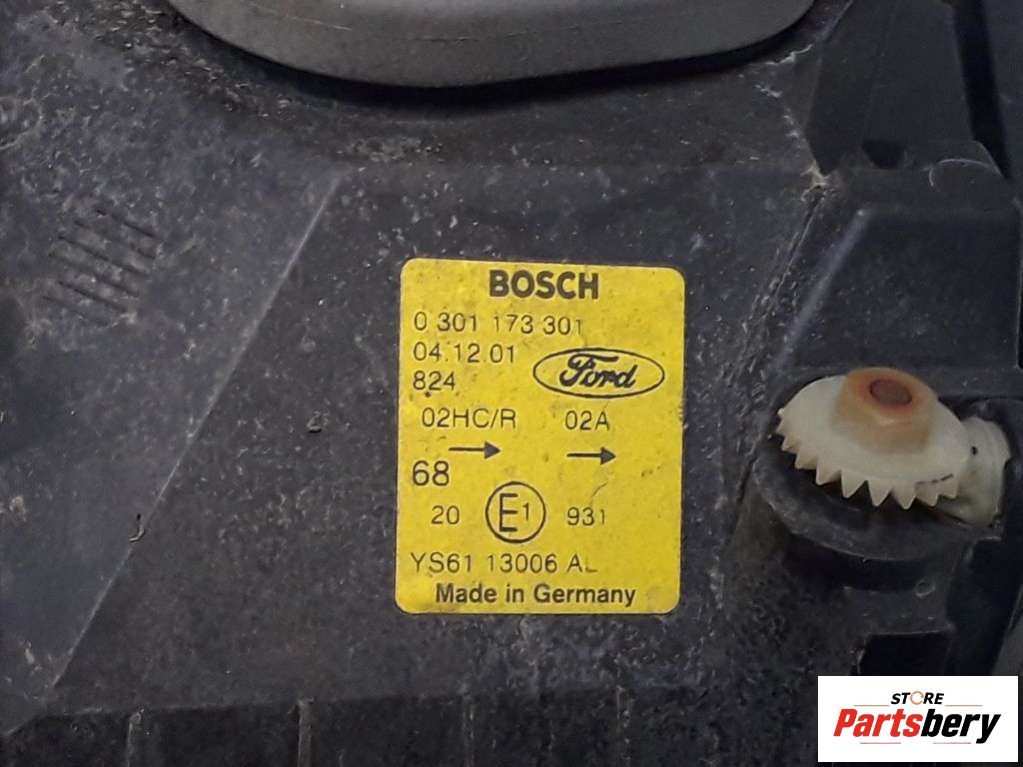 BOSCH
0 301 173 301
04.12.01
824
Ford
02HC/R 02A
68
20 E1 931
YS61 13006 AL
Made in Germany
STORE
Partsbery